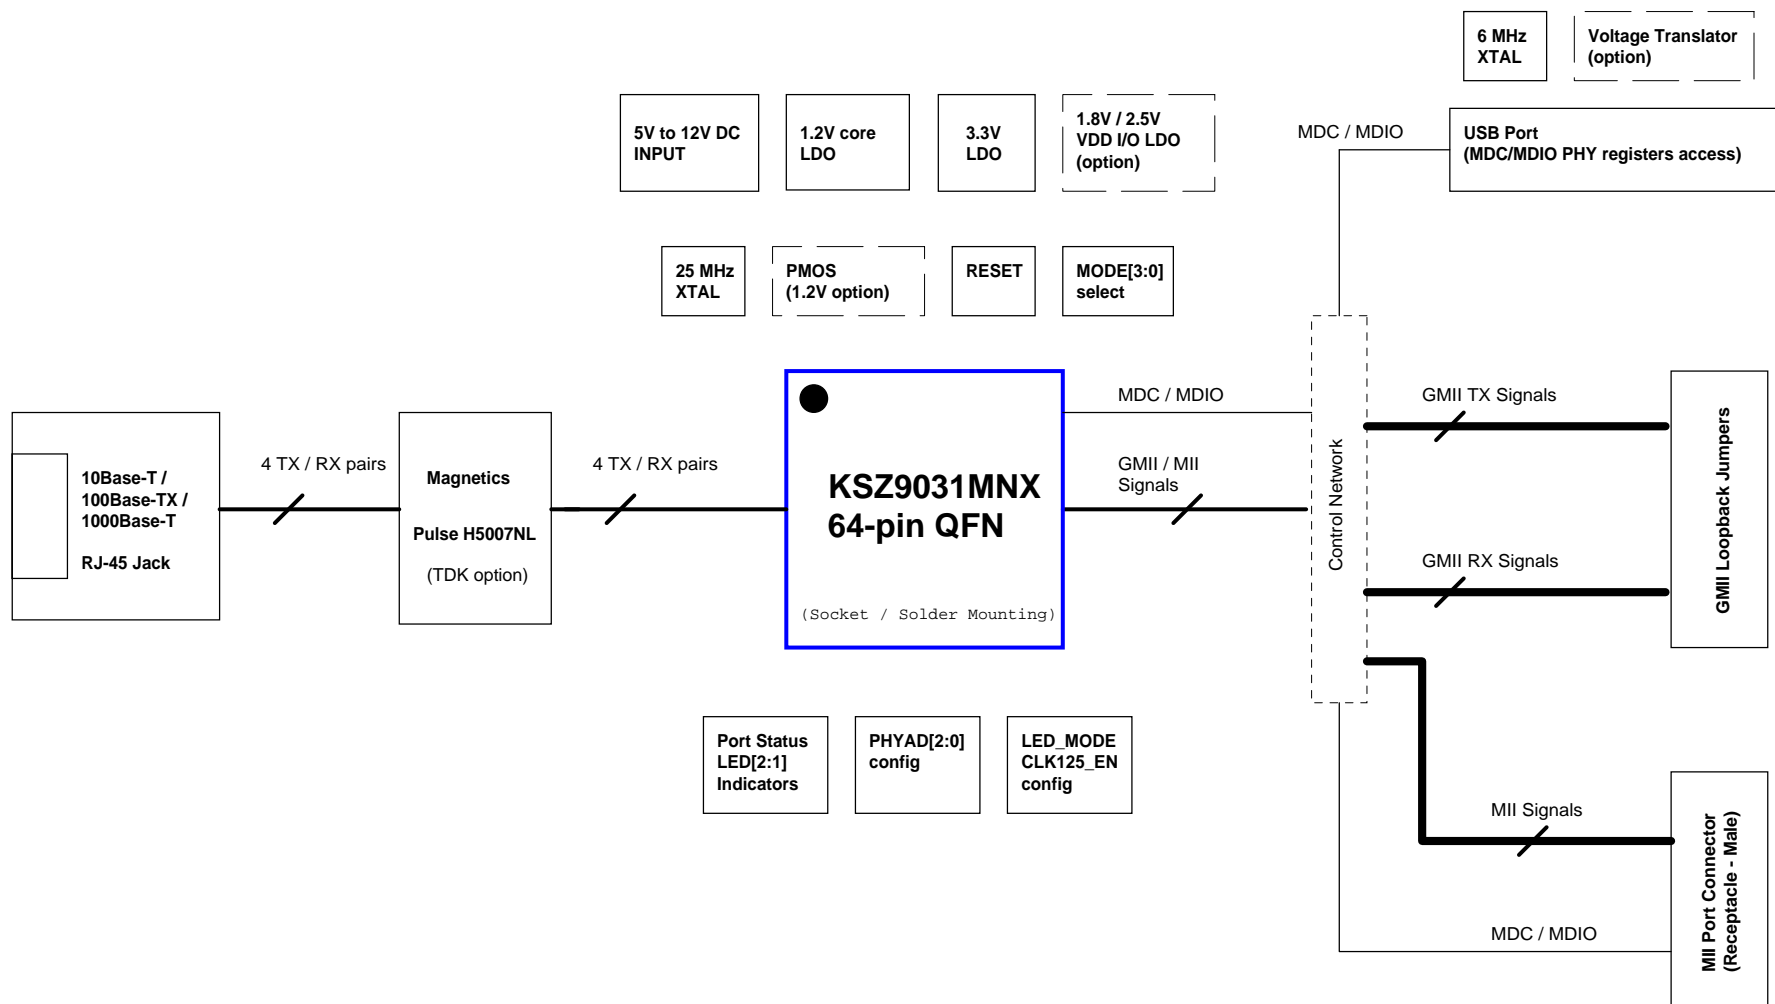 6 MHz
XTAL
Voltage Translator
(option)
5V to 12V DC
INPUT
1.2V core
LDO
3.3V
LDO
1.8V / 2.5V
VDD I/O LDO
(option)
MDC / MDIO
USB Port
(MDC/MDIO PHY registers access)
25 MHz
XTAL
PMOS
(1.2V option)
RESET
MODE[3:0]
select
10Base-T /
100Base-TX /
1000Base-T
RJ-45 Jack
4 TX / RX pairs
Magnetics
Pulse H5007NL
(TDK option)
4 TX / RX pairs
KSZ9031MNX
64-pin QFN
(Socket / Solder Mounting)
MDC / MDIO
GMII / MII
Signals
Control Network
GMII TX Signals
GMII RX Signals
GMII Loopback Jumpers
Port Status
LED[2:1]
Indicators
PHYAD[2:0]
config
LED_MODE
CLK125_EN
config
MII Signals
MDC / MDIO
MII Port Connector
(Receptacle - Male)